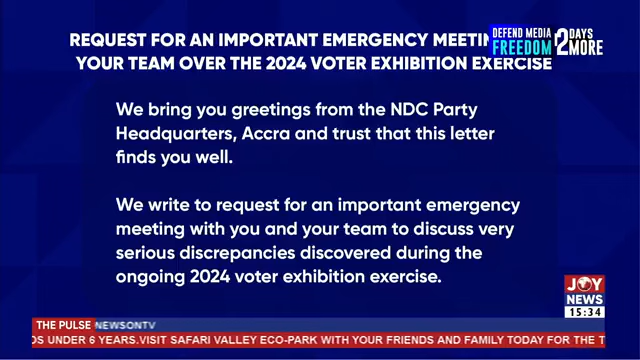 REQUEST FOR AN IMPORTANT EMERGENCY MEETIN
DEFEND MEDIA
FREEDOM
2 DAYS
MORE
YOUR TEAM OVER THE 2024 VOTER EXHIBITION EXERCISE
We bring you greetings from the NDC Party
Headquarters, Accra and trust that this letter
finds you well.
We write to request for an important emergency
meeting with you and your team to discuss very
serious discrepancies discovered during the
ongoing 2024 voter exhibition exercise.
JOY
NEWS
15:34
THE PULSE
NEWSONTV
DS UNDER 6 YEARS.VISIT SAFARI VALLEY ECO-PARK WITH YOUR FRIENDS AND FAMILY TODAY FOR THE T